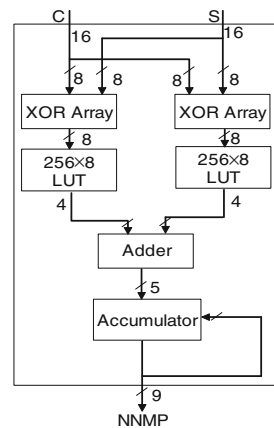 C S
16 16
8 8 8 8
XOR Array XOR Array
8 8
256×8 LUT 256×8 LUT
4 4
Adder
5
Accumulator
9
NNMP